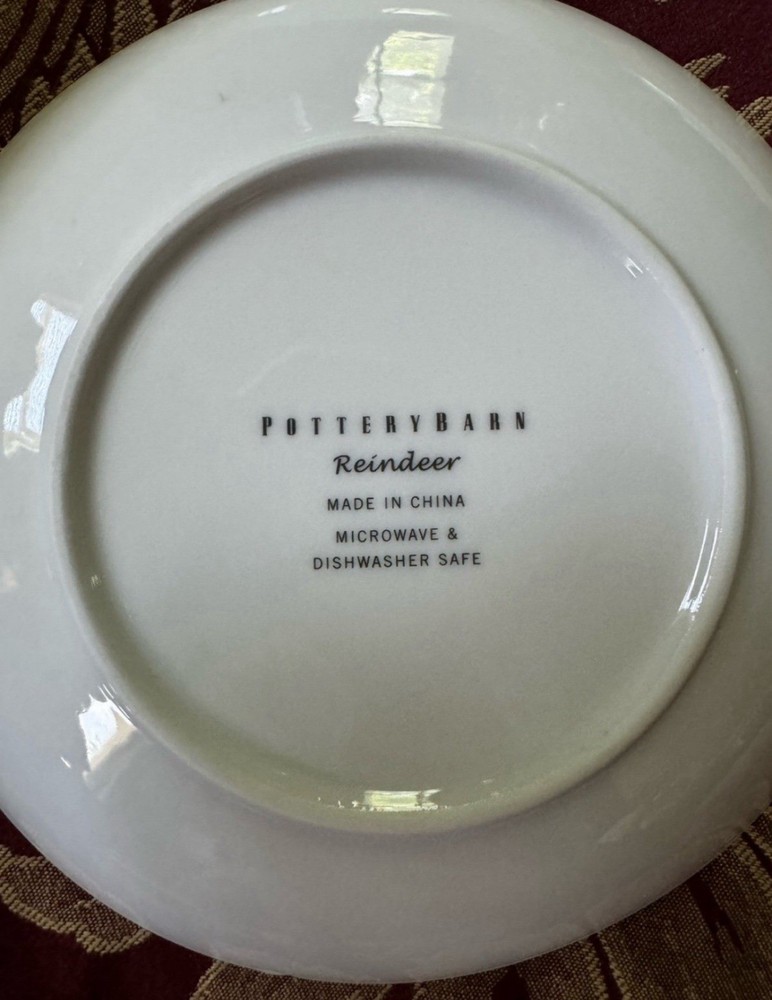 POTTERYBARN
Reindeer
MADE IN CHINA
MICROWAVE &
DISHWASHER SAFE